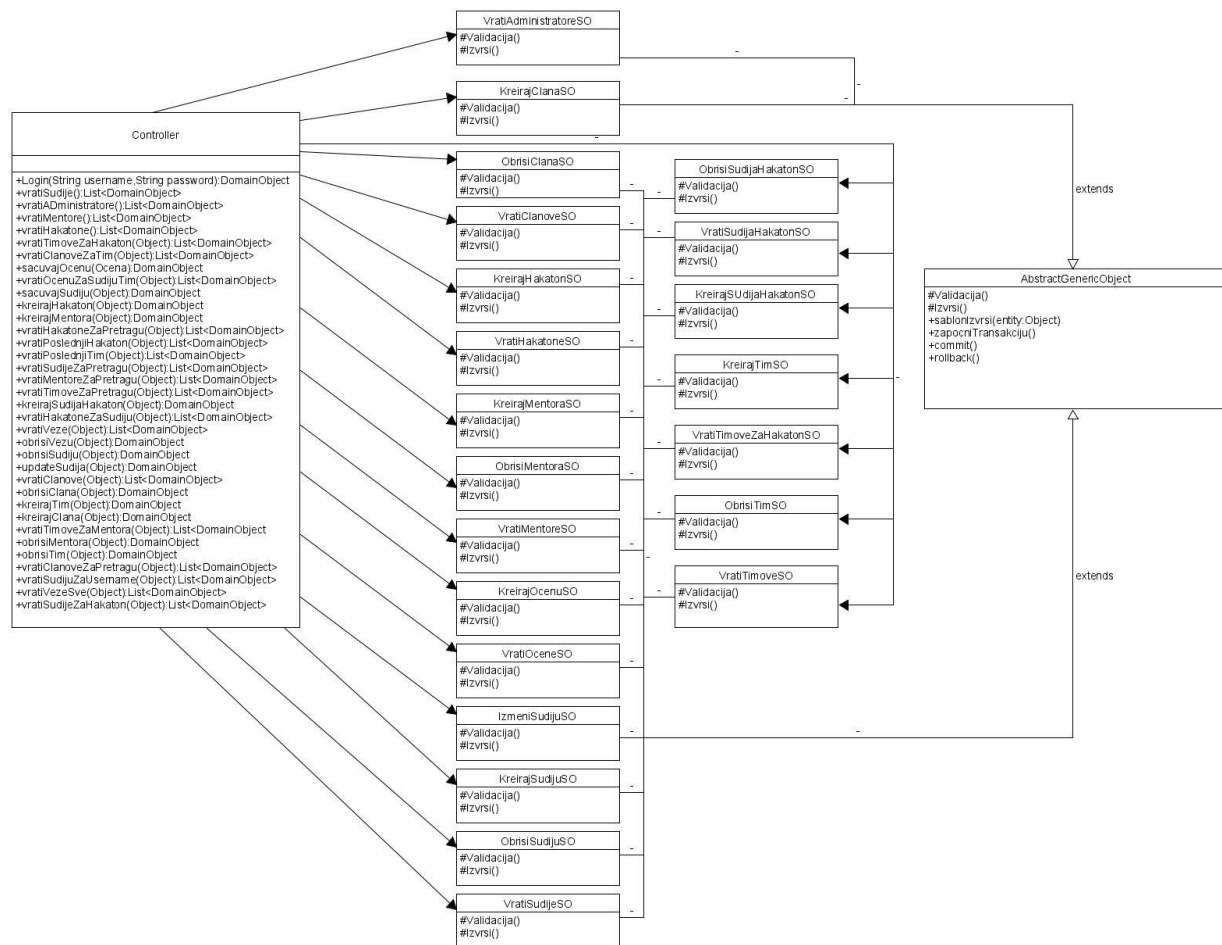 Controller
+Login(String username,String password):DomainObject
+vratiSudije():List<DomainObject>
+vratiADministratore():List<DomainObject>
+vratiMentore():List<DomainObject>
+vratiHakatone():List<DomainObject>
+vratiTimoveZaHakaton(Object):List<DomainObject>
+vratiClanoveZaTim(Object):List<DomainObject>
+sacuvajOcenu(Ocena):DomainObject
+vratiOcenuZaSudijuTim(Object):List<DomainObject>
+sacuvajSudiju(Object):DomainObject
+kreirajHakaton(Object):DomainObject
+kreirajMentora(Object):DomainObject
+vratiHakatoneZaPretragu(Object):List<DomainObject>
+vratiPoslednjiHakaton(Object):List<DomainObject>
+vratiPoslednjiTim(Object):List<DomainObject>
+vratiSudijeZaPretragu(Object):List<DomainObject>
+vratiMentoreZaPretragu(Object):List<DomainObject>
+vratiTimoveZaPretragu(Object):List<DomainObject>
+kreirajSudijaHakaton(Object):DomainObject
+vratiHakatoneZaSudiju(Object):List<DomainObject>
+vratiVeze(Object):List<DomainObject>
+obrisiVezu(Object):DomainObject
+obrisiSudiju(Object):DomainObject
+updateSudija(Object):DomainObject
+vratiClanove(Object):List<DomainObject>
+obrisiClana(Object):DomainObject
+kreirajTim(Object):DomainObject
+kreirajClana(Object):DomainObject
+vratiTimoveZaMentora(Object):List<DomainObject
+obrisiMentora(Object):DomainObject
+obrisiTim(Object):DomainObject
+vratiClanoveZaPretragu(Object):List<DomainObject>
+vratiSudijuZaUsername(Object):List<DomainObject>
+vratiVezeSve(Object):List<DomainObject>
+vratiSudijeZaHakaton(Object):List<DomainObject>
VratiAdministratoreSO
#Validacija()
#Izvrsi()
KreirajClanaSO
#Validacija()
#Izvrsi()
ObrisiClanaSO
#Validacija()
#Izvrsi()
VratiClanoveSO
#Validacija()
#Izvrsi()
KreirajHakatonSO
#Validacija()
#Izvrsi()
VratiHakatoneSO
#Validacija()
#Izvrsi()
KreirajMentoraSO
#Validacija()
#Izvrsi()
ObrisiMentoraSO
#Validacija()
#Izvrsi()
VratiMentoreSO
#Validacija()
#Izvrsi()
KreirajOcenuSO
#Validacija()
#Izvrsi()
VratiOceneSO
#Validacija()
#Izvrsi()
IzmeniSudijuSO
#Validacija()
#Izvrsi()
KreirajSudijuSO
#Validacija()
#Izvrsi()
ObrisiSudijuSO
#Validacija()
#Izvrsi()
VratiSudijeSO
#Validacija()
#Izvrsi()
ObrisiSudijaHakatonSO
#Validacija()
#Izvrsi()
VratiSudijaHakatonSO
#Validacija()
#Izvrsi()
KreirajSUdijaHakatonSO
#Validacija()
#Izvrsi()
KreirajTimSO
#Validacija()
#Izvrsi()
VratiTimoveZaHakatonSO
#Validacija()
#Izvrsi()
ObrisiTimSO
#Validacija()
#Izvrsi()
VratiTimoveSO
#Validacija()
#Izvrsi()
extends
AbstractGenericObject
#Validacija()
#Izvrsi()
+sablonIzvrsi(entity:Object)
+zapocniTransakciju()
+commit()
+rollback()
extends